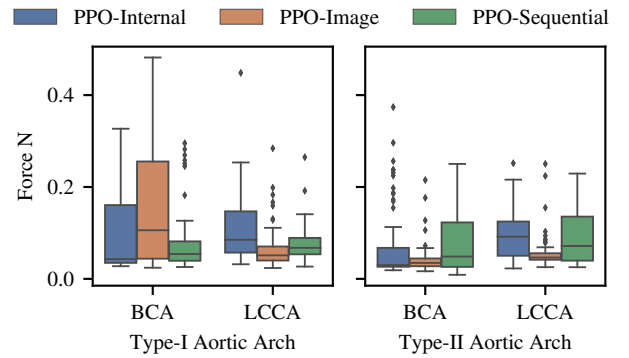 PPO-Internal PPO-Image PPO-Sequential
Force N
0.4
0.2
0.0
BCA LCCA BCA LCCA
Type-I Aortic Arch Type-II Aortic Arch